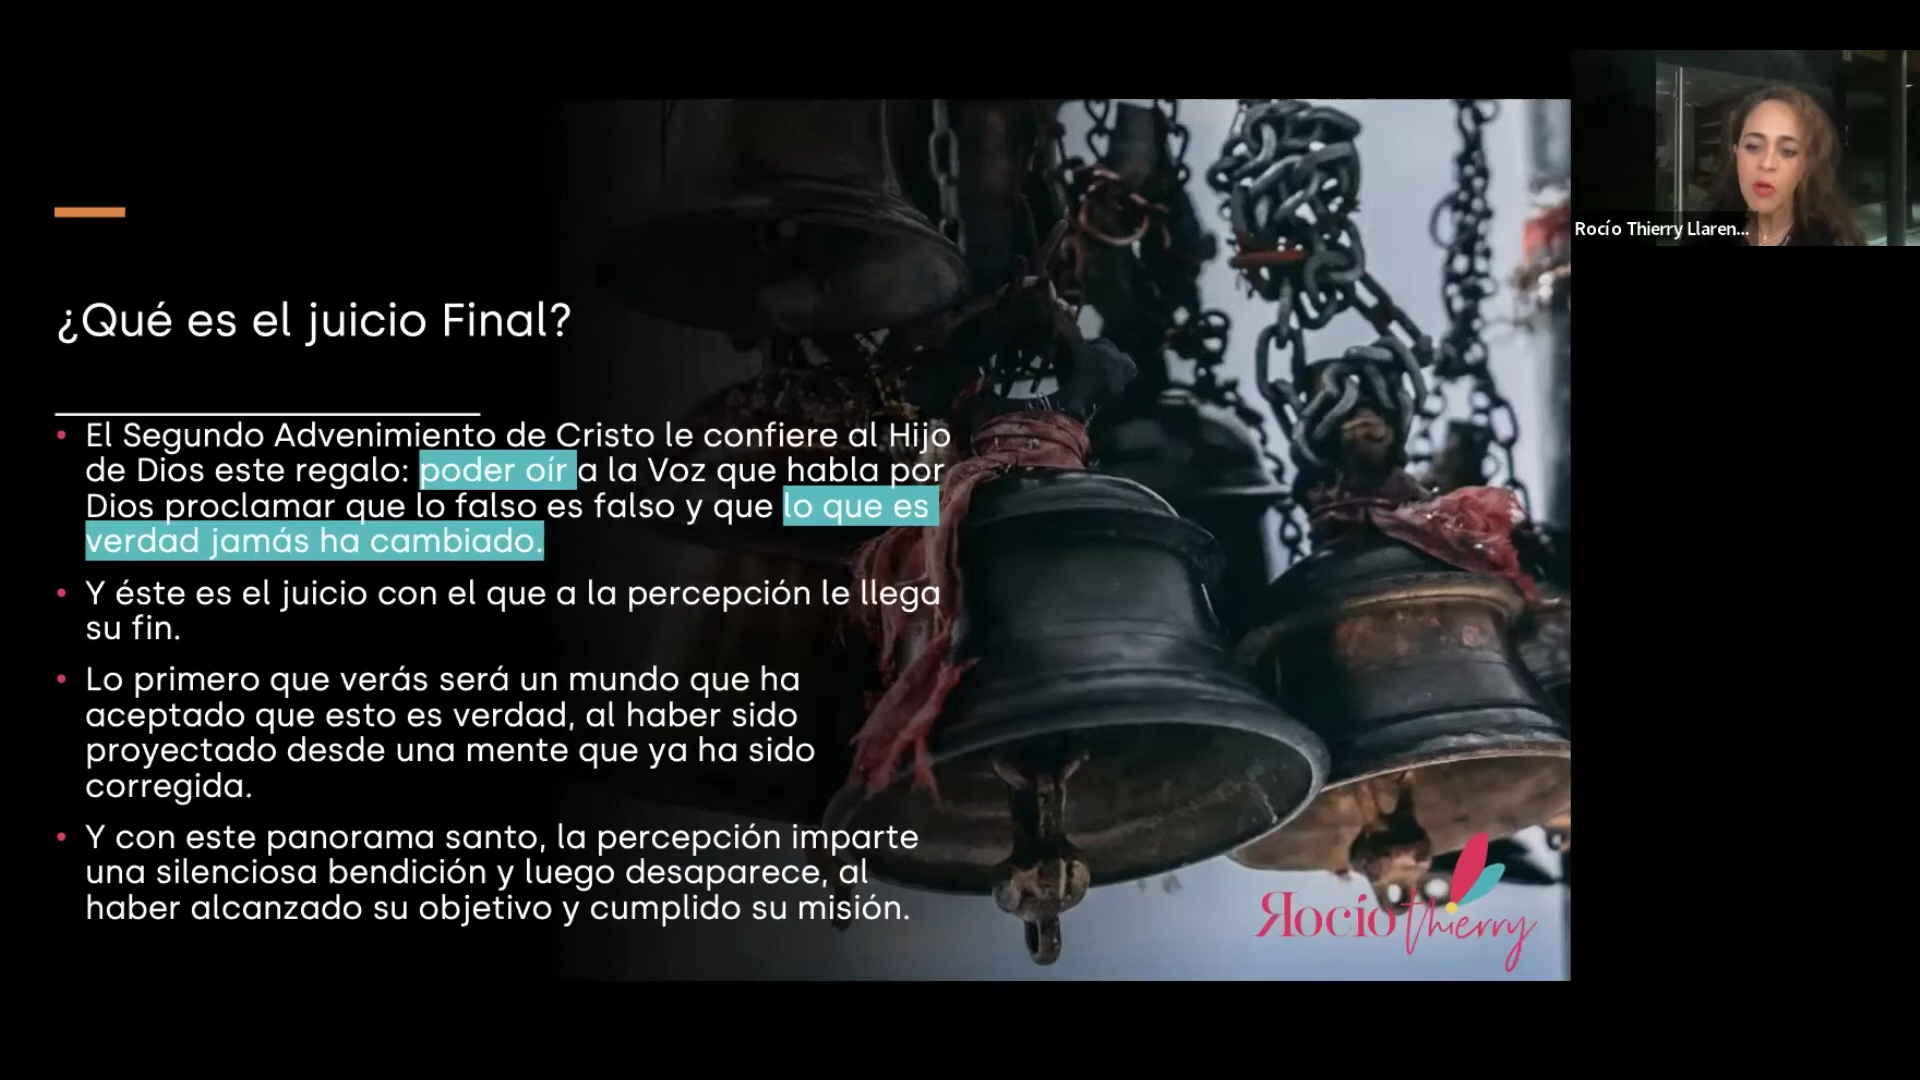 ¿Qué es el juicio Final?
• El Segundo Advenimiento de Cristo le confiere al Hijo
de Dios este regalo: poder oír a la Voz que habla por
Dios proclamar que lo falso es falso y que lo que es
verdad jamás ha cambiado.
• Y éste es el juicio con el que a la percepción le llega
su fin.
• Lo primero que verás será un mundo que ha
aceptado que esto es verdad, al haber sido
proyectado desde una mente que ya ha sido
corregida.
• Y con este panorama santo, la percepción imparte
una silenciosa bendición y luego desaparece, al
haber alcanzado su objetivo y cumplido su misión.
Rocío thierry
Rocío Thierry Llaren...